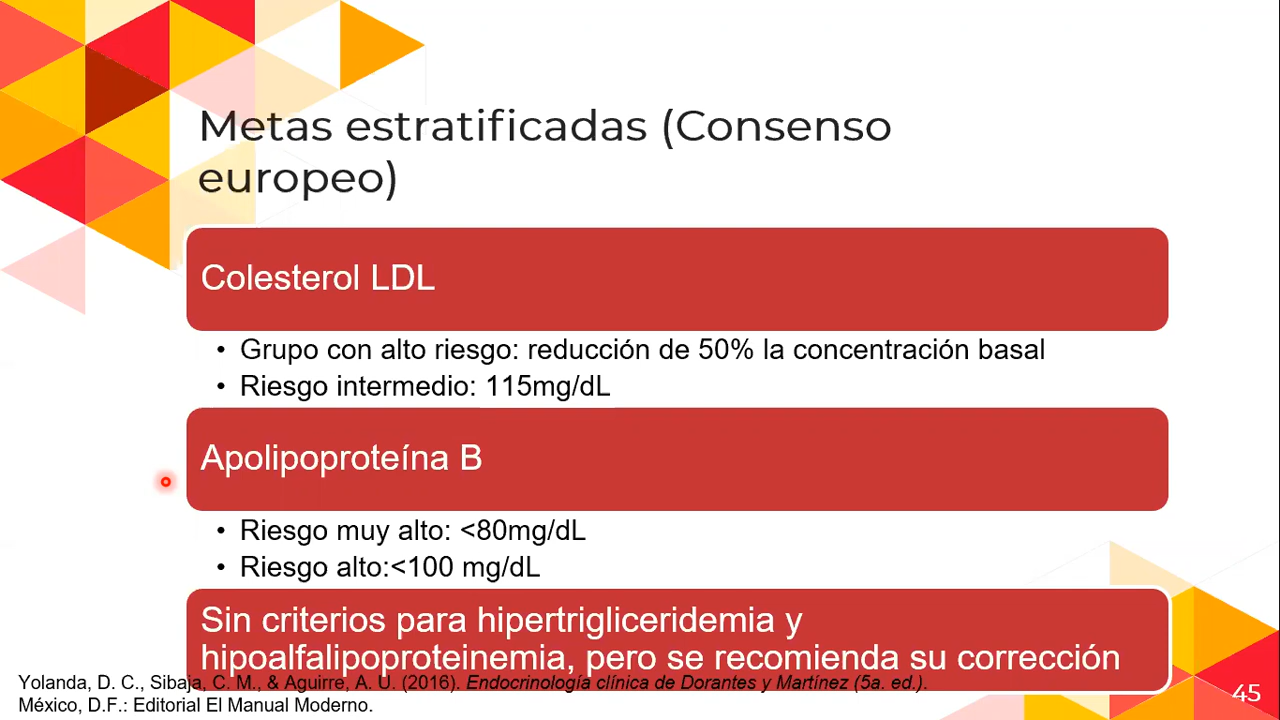 Metas estratificadas (Consenso
europeo)
Colesterol LDL
• Grupo con alto riesgo: reducción de 50% la concentración basal
• Riesgo intermedio: 115mg/dL
Apolipoproteína B
• Riesgo muy alto: <80mg/dL
• Riesgo alto:<100 mg/dL
Sin criterios para hipertrigliceridemia y
hipoalfalipoproteinemia, pero se recomienda su corrección
Yolanda, D. C., Sibaja, C. M., & Aguirre, A. U. (2016). Endocrinología clínica de Dorantes y Martínez (5a. ed.).
México, D.F.: Editorial El Manual Moderno.
45